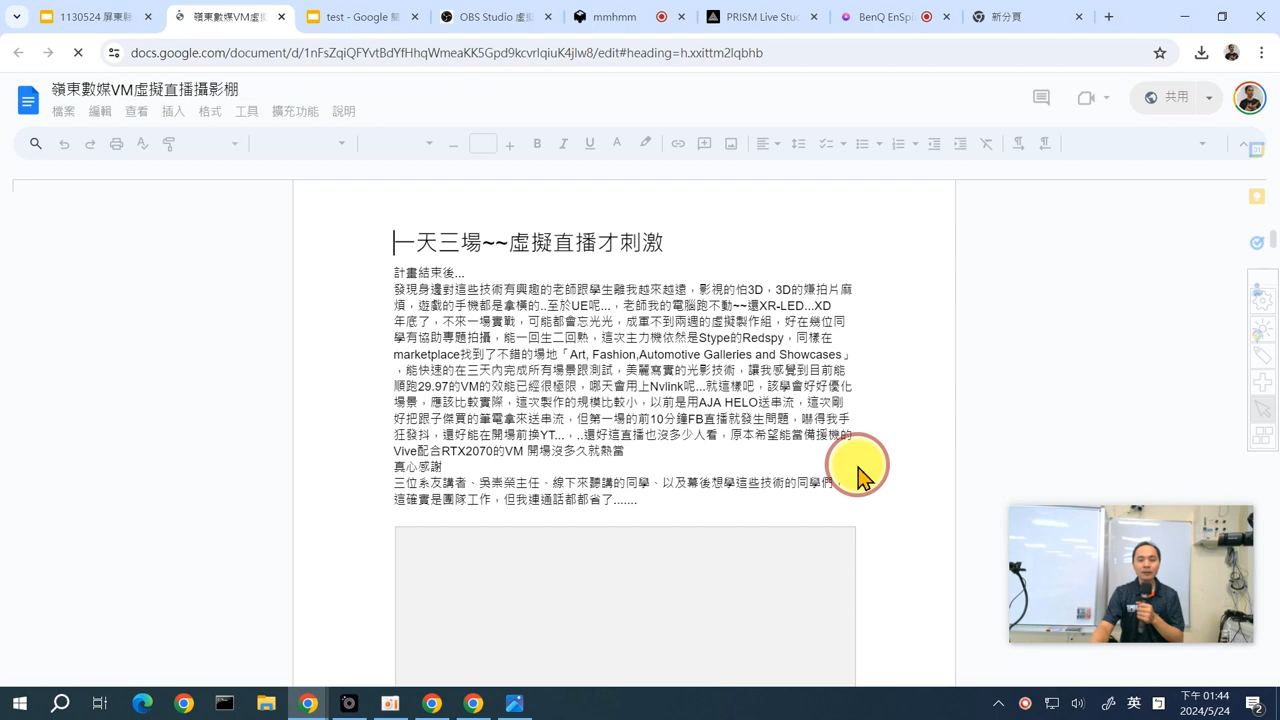 1130524 屏東縣
嶺東數媒VM虛擬
test - Google 簡
OBS Studio 虛擬
mmhmm
PRISM Live Stu
BenQ EnSpi
新分頁
docs.google.com/document/d/1nFsZqiQFYvtBdYfHhqWmeaKK5Gpd9kcvrIqiuK4jlw8/edit#heading=h.xxittm2lqbhb
嶺東數媒VM虛擬直播攝影棚
檔案 編輯 查看 插入 格式 工具 擴充功能 說明
共用
一天三場~~虛擬直播才刺激
計畫結束後...
發現身邊對這些技術有興趣的老師跟學生離我越來越遠，影視的怕3D，3D的嫌拍片麻
煩，遊戲的手機都是拿橫的..至於UE呢...，老師我的電腦跑不動~~還XR-LED...XD
年底了，不來一場實戰，可能都會忘光光，成軍不到兩週的虛擬製作組，好在幾位同
學有協助專題拍攝，能一回生二回熟，這次主力機依然是Stype的Redspy，同樣在
marketplace找到了不錯的場地「Art, Fashion,Automotive Galleries and Showcases」
，能快速的在三天內完成所有場景跟測試，美麗寫實的光影技術，讓我感覺到目前能
順跑29.97的VM的效能已經很極限，哪天會用上Nvlink呢...就這樣吧，該學會好好優化
場景，應該比較實際，這次製作的規模比較小，以前是用AJA HELO送串流，這次剛
好把跟子傑買的筆電拿來送串流，但第一場的前10分鐘FB直播就發生問題，嚇得我手
狂發抖，還好能在開場前換YT...，..還好這直播也沒多少人看，原本希望能當備援機的
Vive配合RTX2070的VM 開場沒多久就熱當
真心感謝
三位系友講者、吳崇榮主任、線下來聽講的同學、以及幕後想學這些技術的同學們，
這確實是團隊工作，但我連通話都都省了.......
英
下午 01:44
2024/5/24
2